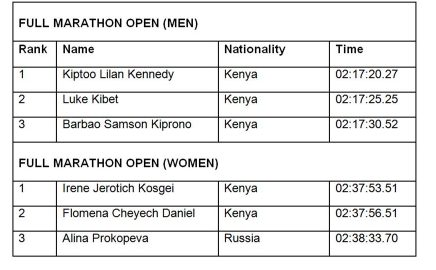 FULL MARATHON OPEN (MEN)
Rank Name Nationality Time
1 Kiptoo Lilan Kennedy Kenya 02:17:20.27
2 Luke Kibet Kenya 02:17:25.25
3 Barbao Samson Kiprono Kenya 02:17:30.52
FULL MARATHON OPEN (WOMEN)
1 Irene Jerotich Kosgei Kenya 02:37:53.51
2 Flomena Cheyech Daniel Kenya 02:37:56.51
3 Alina Prokopeva Russia 02:38:33.70